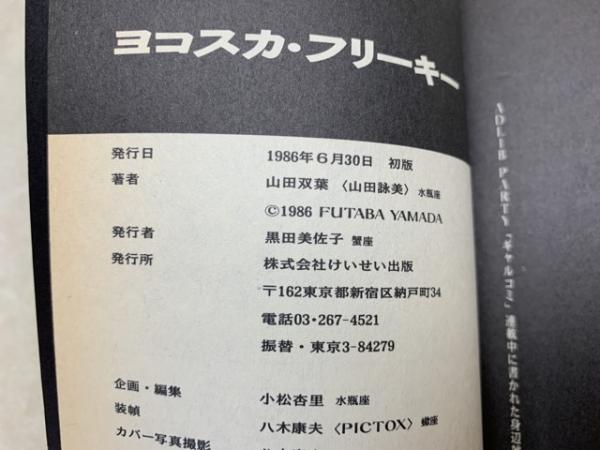 ヨコスカ・フリーキー
発行日 1986年6月30日 初版
著者 山田双葉〈山田詠美〉水瓶座
©1986 FUTABA YAMADA
発行者 黒田美佐子 蟹座
発行所 株式会社けいせい出版
〒162東京都新宿区納戸町34
電話03・267-4521
振替・東京3-84279
企画・編集 小松杏里 水瓶座
装幀 八木康夫〈PICTOX〉蠍座
カバー写真撮影
ADLIB PARTY 「ギャルコミ」連載中に書かれた身辺雑